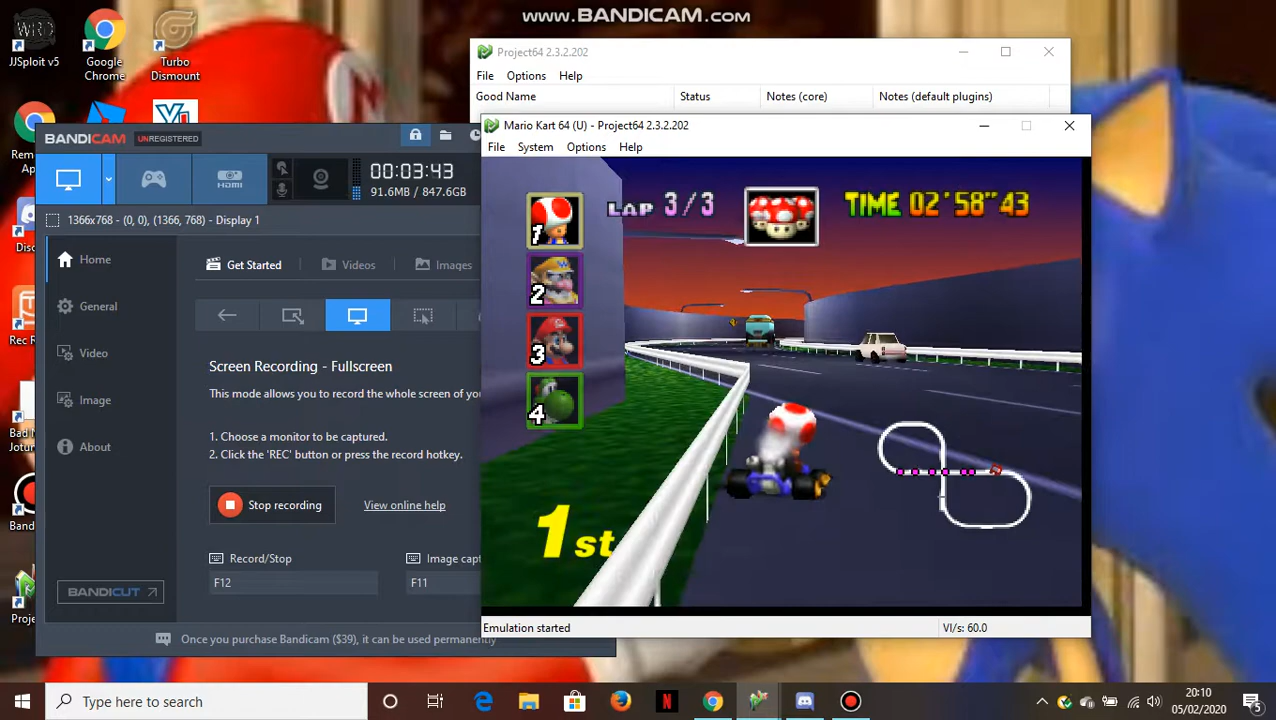 www.BANDICAM.com
JJSploit v5
Google
Chrome
Turbo
Dismount
Project64 2.3.2.202
File Options Help
Good Name Status Notes (core) Notes (default plugins)
BANDICAM UNREGISTERED
00:03:43
91.6MB / 847.6GB
HDMI
1366x768 - (0, 0), (1366, 768) - Display 1
Home
General
Video
Image
About
Get Started Videos Images
Screen Recording - Fullscreen
This mode allows you to record the whole screen of
1. Choose a monitor to be captured.
2. Click the 'REC' button or press the record hotkey.
Stop recording View online help
Record/Stop
F12
F11
BANDICUT
Once you purchase Bandicam ($39), it can be used permanently
Mario Kart 64 (U) - Project64 2.3.2.202
File System Options Help
LAP 3/3
TIME 02'58"43
1
2
3
4
1st
Emulation started VI/s: 60.0
Type here to search
20:10
05/02/2020
5